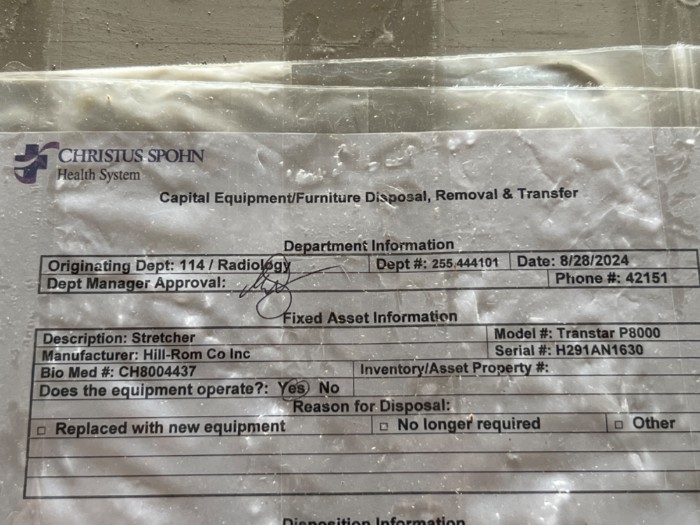 CHRISTUS SPOHN
Health System
Capital Equipment/Furniture Disposal, Removal & Transfer
Department Information
Originating Dept: 114 / Radiology Dept #: 255.444101 Date: 8/28/2024
Dept Manager Approval: Phone #: 42151
Fixed Asset Information
Description: Stretcher Model #: Transtar P8000
Manufacturer: Hill-Rom Co Inc Serial #: H291AN1630
Bio Med #: CH8004437 Inventory/Asset Property #:
Does the equipment operate?: Yes No
Reason for Disposal:
□ Replaced with new equipment □ No longer required □ Other
Disposition Information